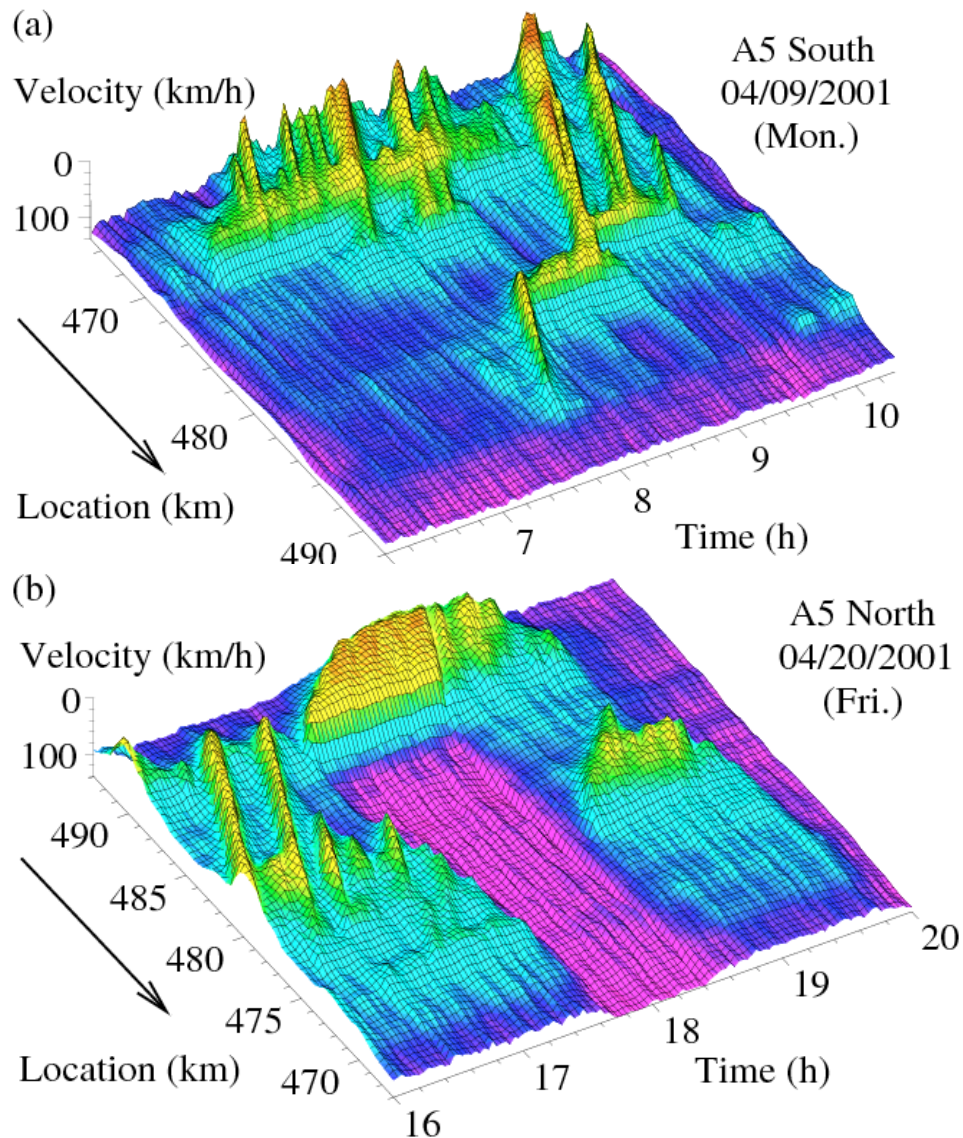 (a)
A5 South
04/09/2001
(Mon.)
Velocity (km/h)
0
100
470
480
490
Location (km)
7
8
9
10
Time (h)
(b)
A5 North
04/20/2001
(Fri.)
Velocity (km/h)
0
100
490
485
480
475
470
Location (km)
16
17
18
19
20
Time (h)